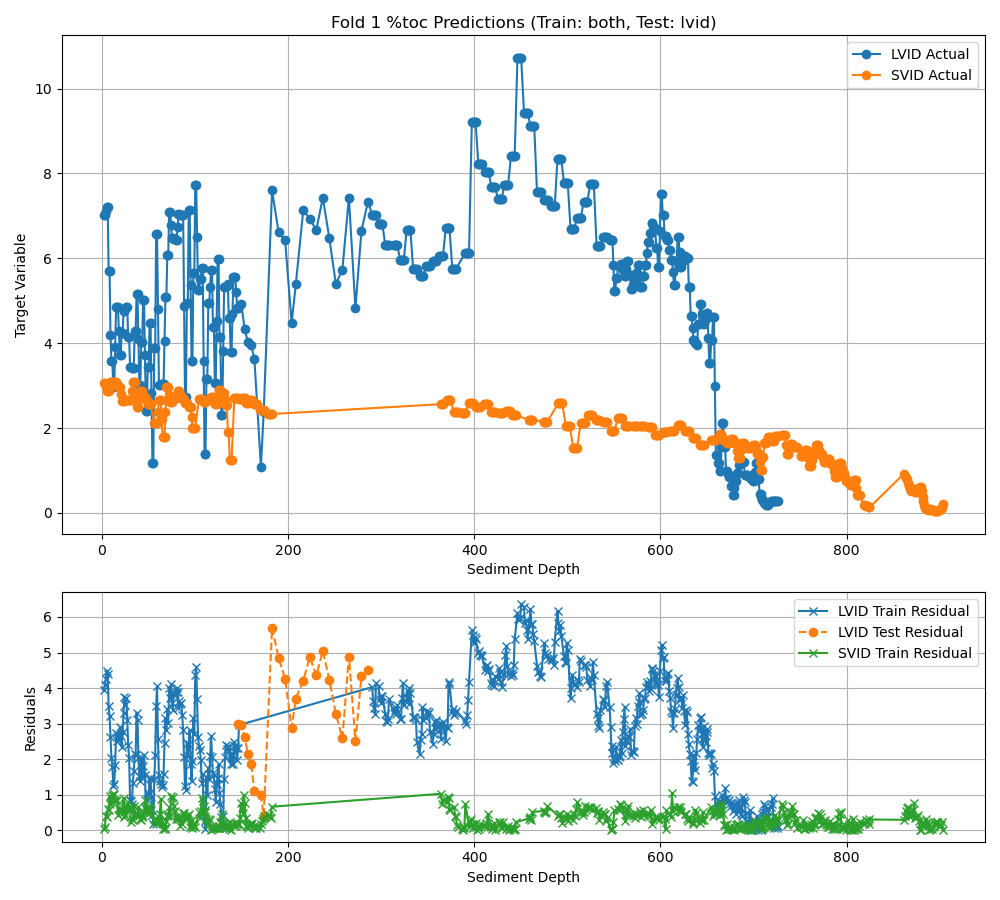 Fold 1 %toc Predictions (Train: both, Test: lvid)
LVID Actual
SVID Actual
Target Variable
10
8
6
4
2
0
0
200
400
600
800
Sediment Depth
LVID Train Residual
LVID Test Residual
SVID Train Residual
Residuals
6
5
4
3
2
1
0
0
200
400
600
800
Sediment Depth